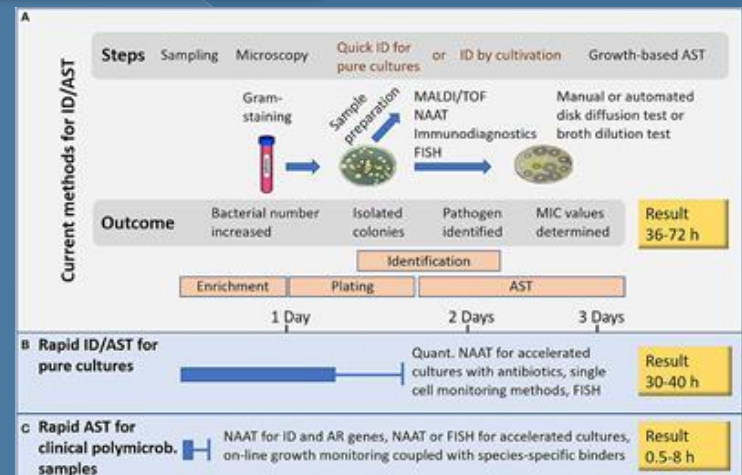 A
Current methods for ID/AST
Steps Sampling Microscopy Quick ID for pure cultures or ID by cultivation Growth-based AST
Gram-
staining
Sample
preparation
MALDI/TOF
NAAT
Immunodiagnostics
FISH
Manual or automated
disk diffusion test or
broth dilution test
Outcome
Bacterial number
increased
Isolated
colonies
Pathogen
identified
MIC values
determined
Result
36-72 h
Identification
Enrichment Plating AST
1 Day 2 Days 3 Days
B Rapid ID/AST for
pure cultures
Quant. NAAT for accelerated
cultures with antibiotics, single
cell monitoring methods, FISH
Result
30-40 h
C Rapid AST for
clinical polymicrob.
samples
NAAT for ID and AR genes, NAAT or FISH for accelerated cultures,
on-line growth monitoring coupled with species-specific binders
Result
0.5-8 h